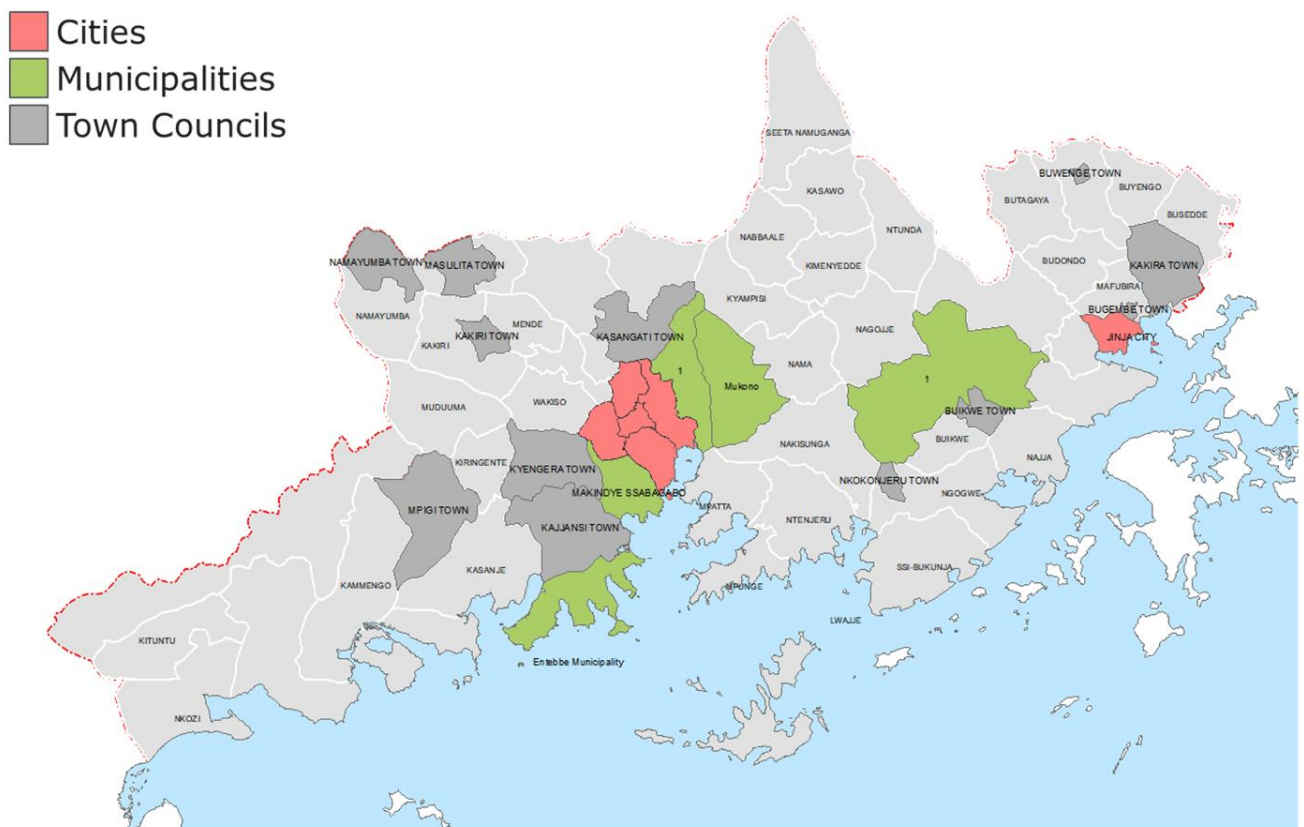 Cities
Municipalities
Town Councils
SEETA NAMUGANGA
BUWENGE TOWN
BUYENGO
KASAWO
BUTAGAYA
BUSEDDE
NTUNDA
NABBAALE
NAMAYUMBA TOWN
MASULITA TOWN
KIMENYEDDE
BUDONDO
KAKIRA TOWN
MAFUBIRA
KYAMPISI
BUGEMBE TOWN
NAMAYUMBA
MENDE
KAKIRI TOWN
KASANGATI TOWN
NAGOJJE
JINJA CITY
KAKIRI
NAMA
1
1
Mukono
WAKISO
MUDUUMA
BUIKWE TOWN
BUIKWE
NAKISUNGA
NAJJA
KIRINGENTE
KYENGERA TOWN
NKOKONJERU TOWN
MAKINDYE SSABAGABO
NGOGWE
MPATTA
MPIGI TOWN
NTENJERU
KAJJANSI TOWN
KASANJE
SSI-BUKUNJA
KAMMENGO
MPUNGE
LWAJJE
KITUNTU
Entebbe Municipality
NKOZI